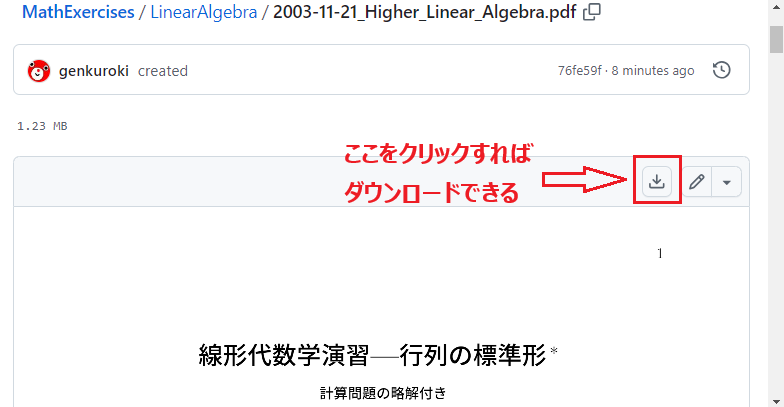 MathExercises / LinearAlgebra / 2003-11-21_Higher_Linear_Algebra.pdf
genkuroki created 76fe59f · 8 minutes ago
1.23 MB
ここをクリックすれば
ダウンロードできる
1
線形代数学演習——行列の標準形*
計算問題の略解付き